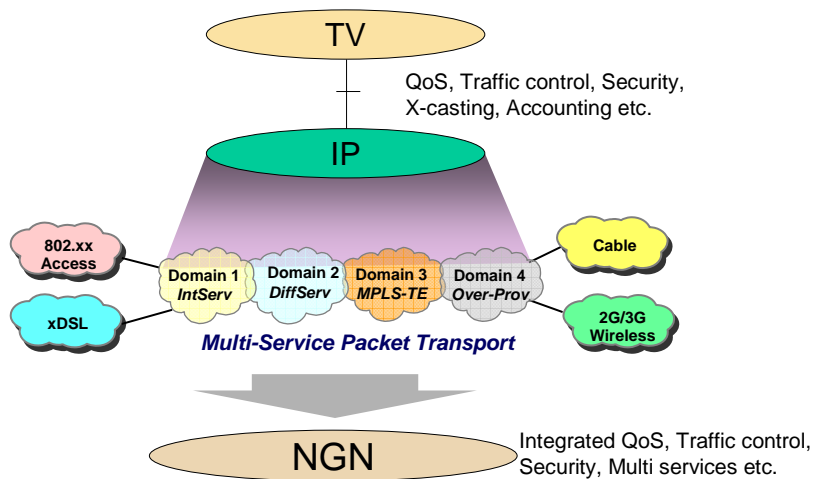 TV
QoS, Traffic control, Security,
X-casting, Accounting etc.
IP
802.xx
Access
xDSL
Domain 1
IntServ
Domain 2
DiffServ
Domain 3
MPLS-TE
Domain 4
Over-Prov
Cable
2G/3G
Wireless
Multi-Service Packet Transport
NGN
Integrated QoS, Traffic control,
Security, Multi services etc.